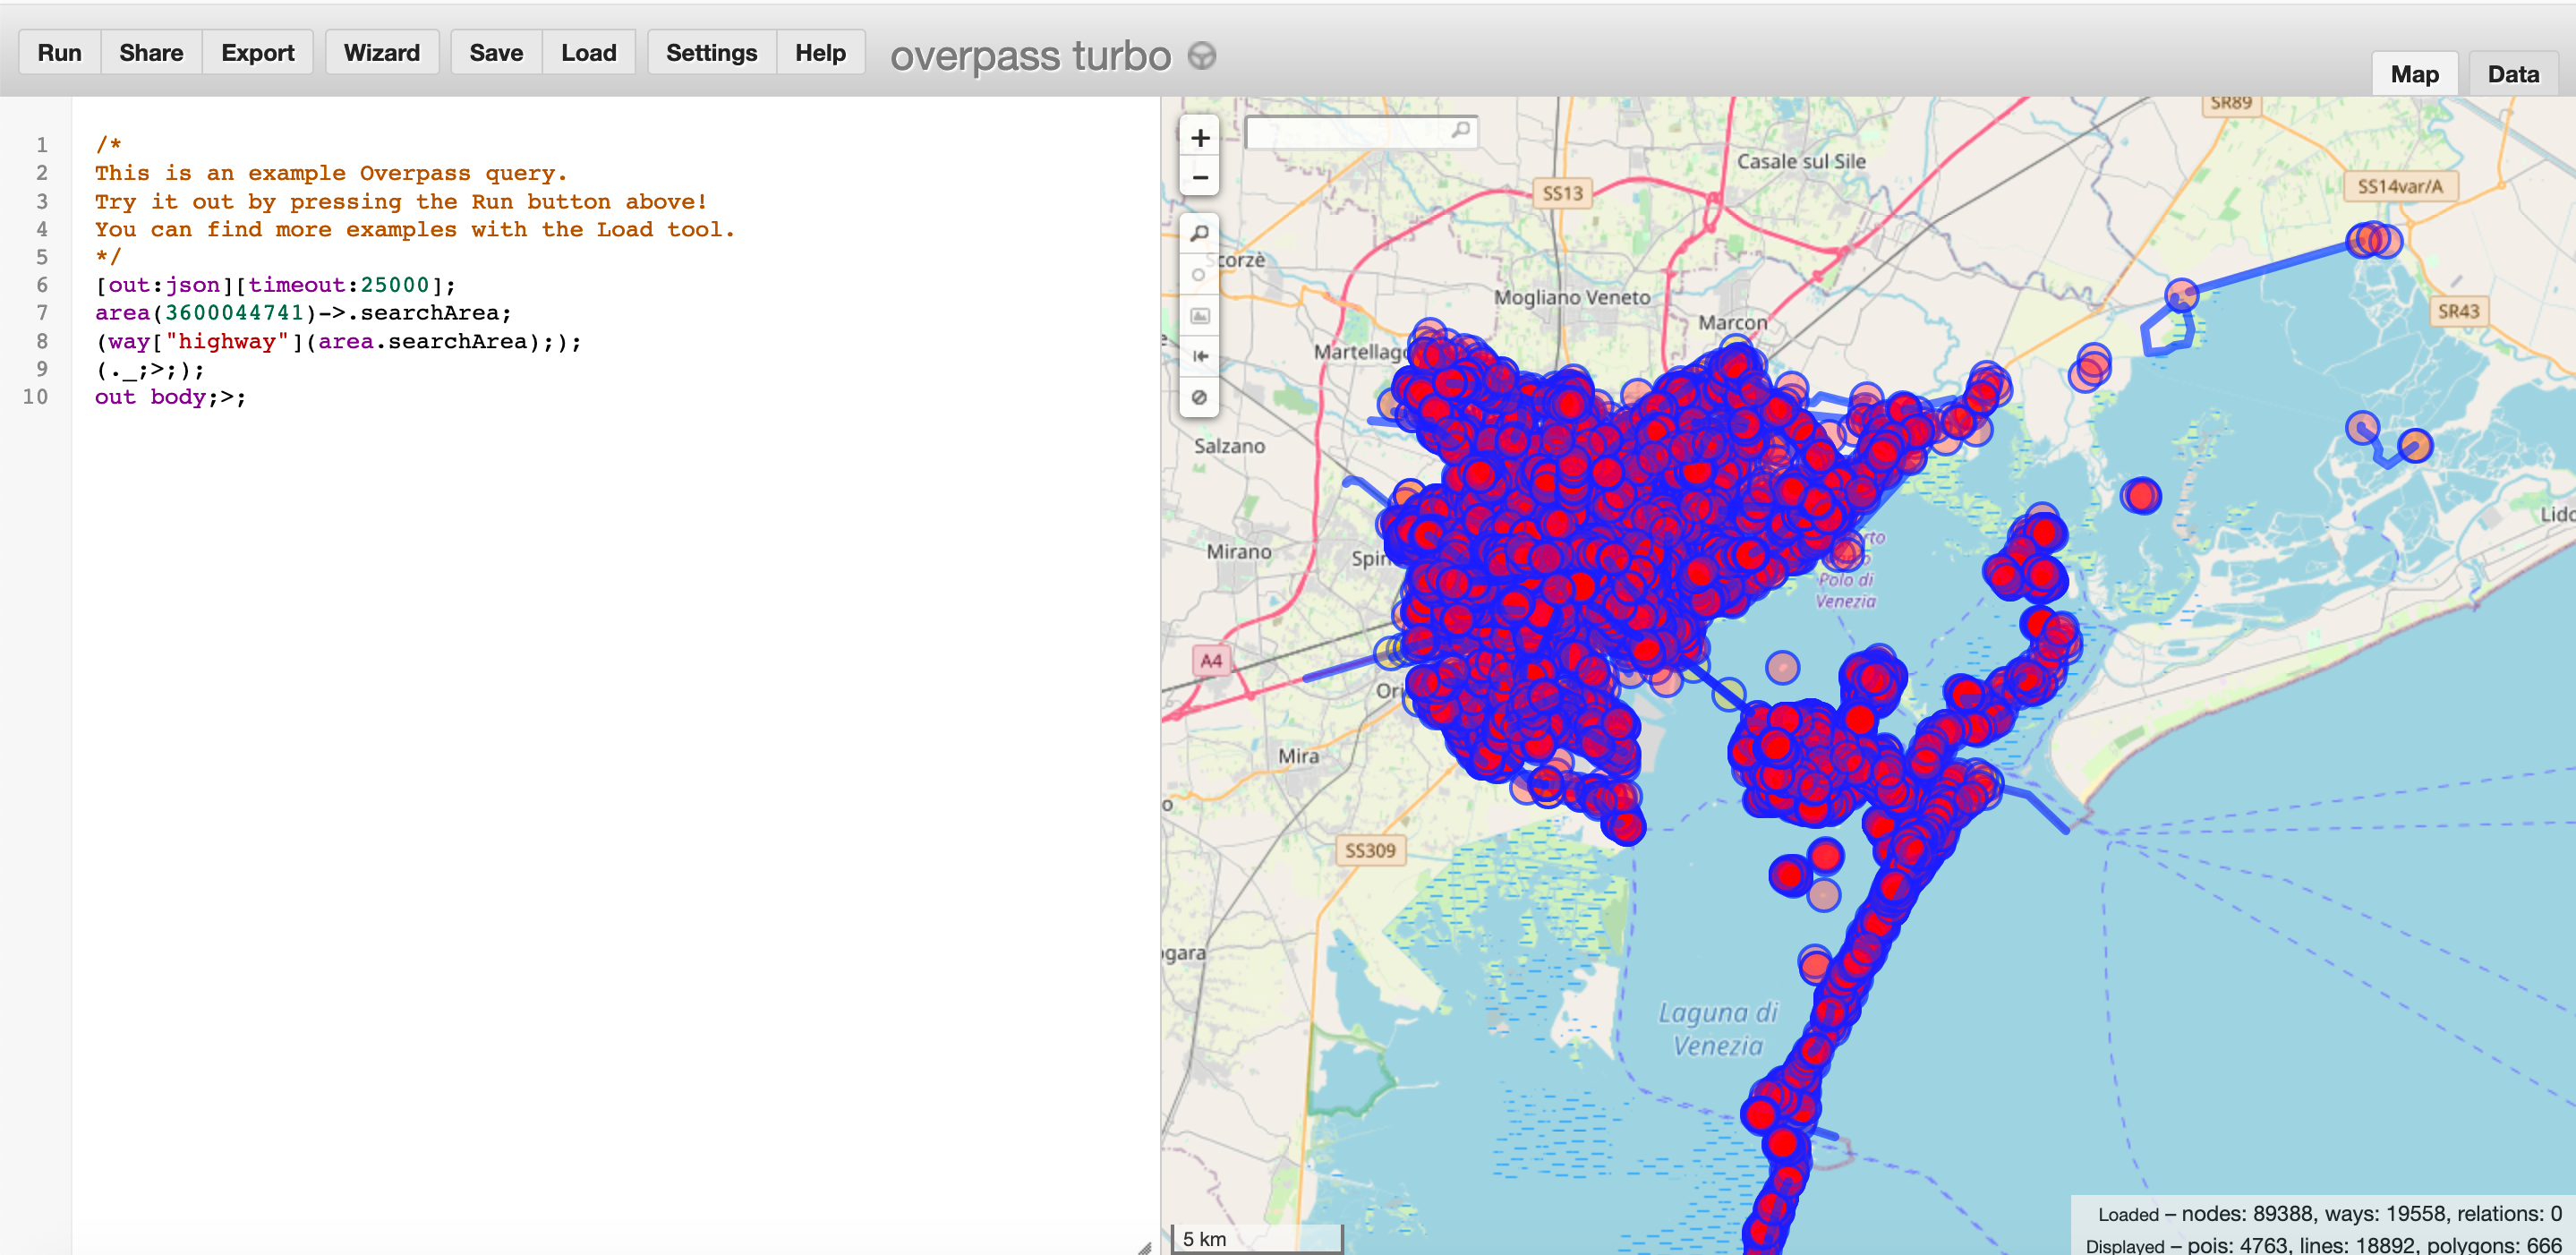 Run Share Export Wizard Save Load Settings Help overpass turbo
Map Data
1 /*
2 This is an example Overpass query.
3 Try it out by pressing the Run button above!
4 You can find more examples with the Load tool.
5 */
6 [out:json][timeout:25000];
7 area(3600044741)->.searchArea;
8 (way["highway"](area.searchArea););
9 (._;>;);
10 out body;>;
+
−
SR89
Casale sul Sile
SS13
SS14var/A
Scorzè
Mogliano Veneto
SR43
Marcon
Martellago
Salzano
Lido
Mirano
Spin
Polo di
Venezia
A4
Ori
Mira
SS309
gara
Laguna di
Venezia
5 km
Loaded – nodes: 89388, ways: 19558, relations: 0
Displayed – pois: 4763, lines: 18892, polygons: 666